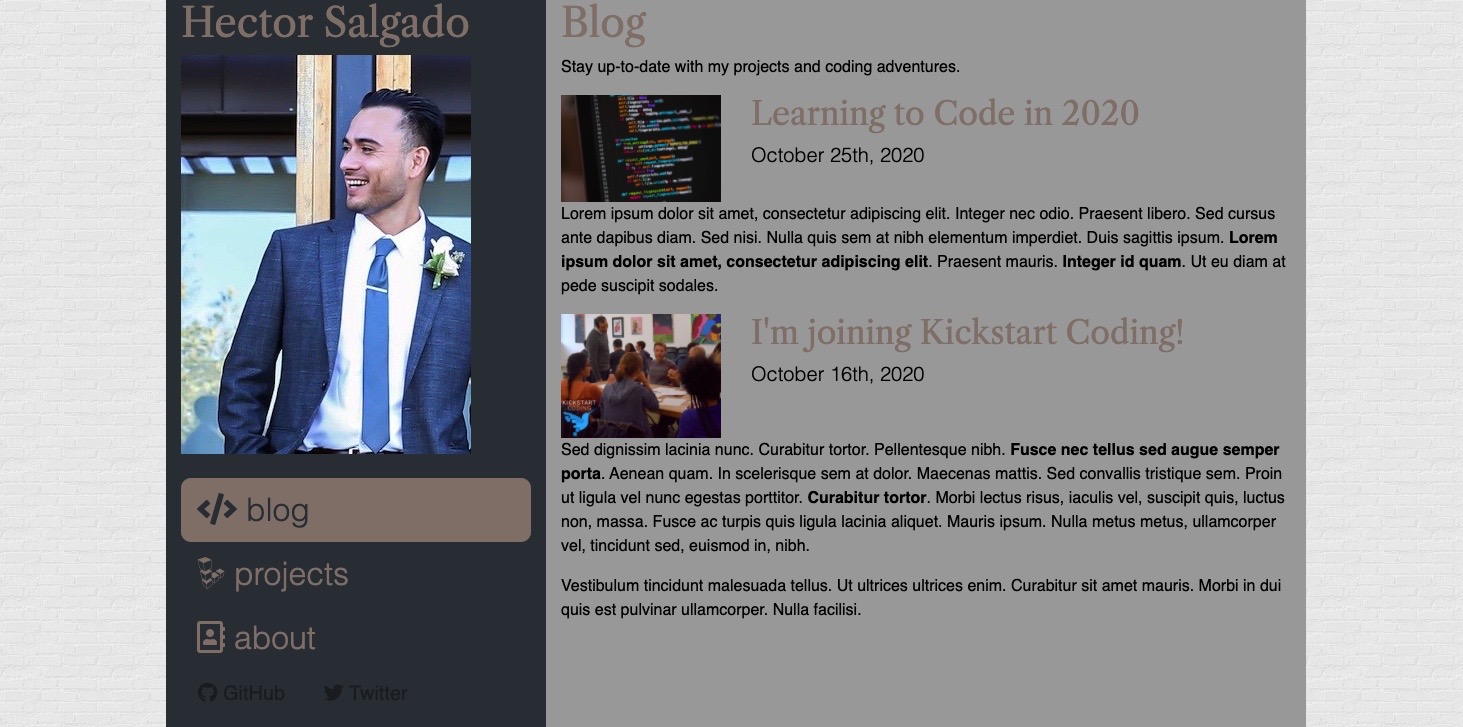 Hector Salgado
blog
projects
about
GitHub Twitter
Blog
Stay up-to-date with my projects and coding adventures.
Learning to Code in 2020
October 25th, 2020
Lorem ipsum dolor sit amet, consectetur adipiscing elit. Integer nec odio. Praesent libero. Sed cursus
ante dapibus diam. Sed nisi. Nulla quis sem at nibh elementum imperdiet. Duis sagittis ipsum. Lorem
ipsum dolor sit amet, consectetur adipiscing elit. Praesent mauris. Integer id quam. Ut eu diam at
pede suscipit sodales.
I'm joining Kickstart Coding!
October 16th, 2020
KICKSTART
CODING
Sed dignissim lacinia nunc. Curabitur tortor. Pellentesque nibh. Fusce nec tellus sed augue semper
porta. Aenean quam. In scelerisque sem at dolor. Maecenas mattis. Sed convallis tristique sem. Proin
ut ligula vel nunc egestas porttitor. Curabitur tortor. Morbi lectus risus, iaculis vel, suscipit quis, luctus
non, massa. Fusce ac turpis quis ligula lacinia aliquet. Mauris ipsum. Nulla metus metus, ullamcorper
vel, tincidunt sed, euismod in, nibh.
Vestibulum tincidunt malesuada tellus. Ut ultrices ultrices enim. Curabitur sit amet mauris. Morbi in dui
quis est pulvinar ullamcorper. Nulla facilisi.